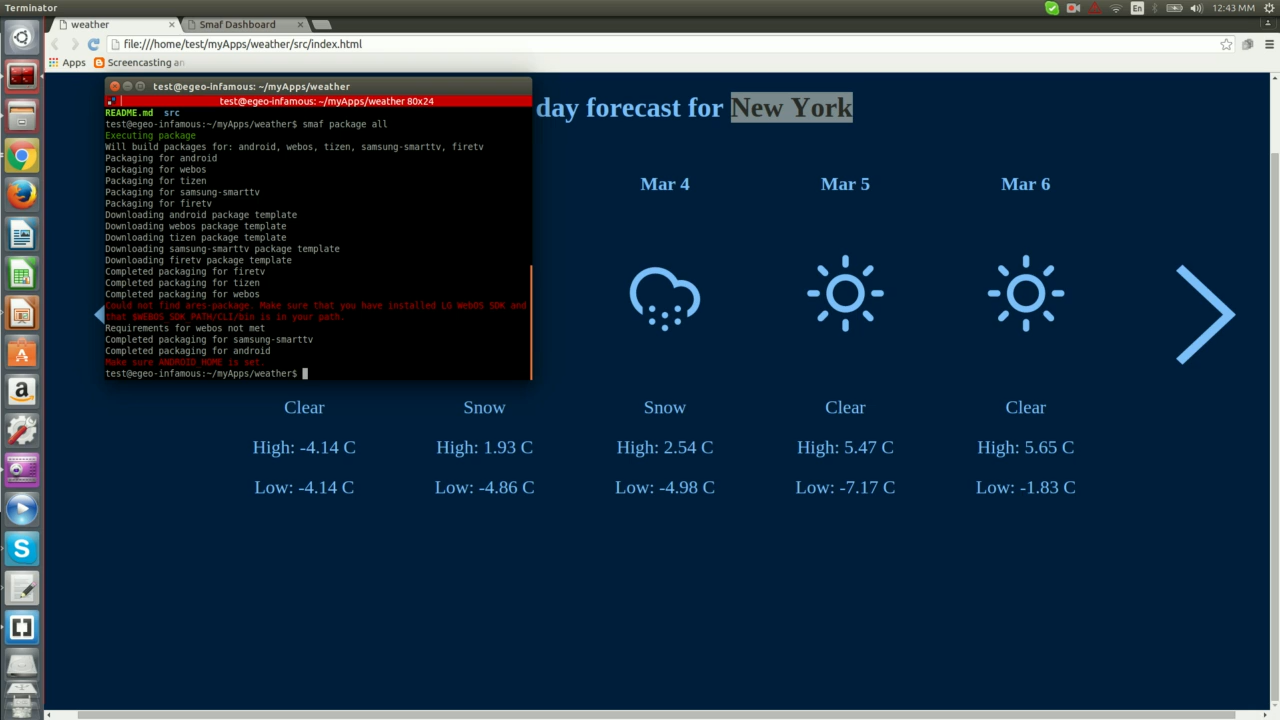 Terminator
En
12:43 MM
weather
Smaf Dashboard
file:///home/test/myApps/weather/src/index.html
Apps
Screencasting an
test@egeo-infamous: ~/myApps/weather
test@egeo-infamous: ~/myApps/weather 80x24
README.md src
test@egeo-infamous:~/myApps/weather$ smaf package all
Executing package
Will build packages for: android, webos, tizen, samsung-smarttv, firetv
Packaging for android
Packaging for webos
Packaging for tizen
Packaging for samsung-smarttv
Packaging for firetv
Downloading android package template
Downloading webos package template
Downloading tizen package template
Downloading samsung-smarttv package template
Downloading firetv package template
Completed packaging for firetv
Completed packaging for tizen
Completed packaging for webos
Could not find ares-package. Make sure that you have installed LG WebOS SDK and
that $WEBOS_SDK_PATH/CLI/bin is in your path.
Requirements for webos not met
Completed packaging for samsung-smarttv
Completed packaging for android
Make sure ANDROID_HOME is set.
test@egeo-infamous:~/myApps/weather$
day forecast for New York
Mar 4 Mar 5 Mar 6
Clear Snow Snow Clear Clear
High: -4.14 C High: 1.93 C High: 2.54 C High: 5.47 C High: 5.65 C
Low: -4.14 C Low: -4.86 C Low: -4.98 C Low: -7.17 C Low: -1.83 C